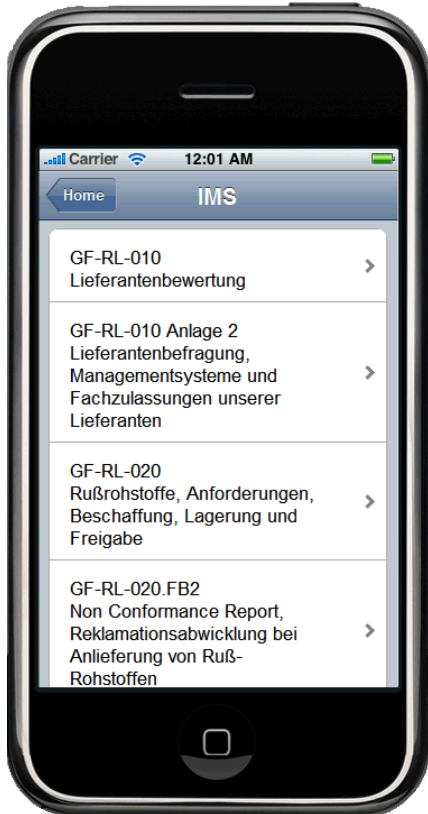 Carrier 12:01 AM
Home IMS
GF-RL-010
Lieferantenbewertung
GF-RL-010 Anlage 2
Lieferantenbefragung,
Managementsysteme und
Fachzulassungen unserer
Lieferanten
GF-RL-020
Rußrohstoffe, Anforderungen,
Beschaffung, Lagerung und
Freigabe
GF-RL-020.FB2
Non Conformance Report,
Reklamationsabwicklung bei
Anlieferung von Ruß-
Rohstoffen